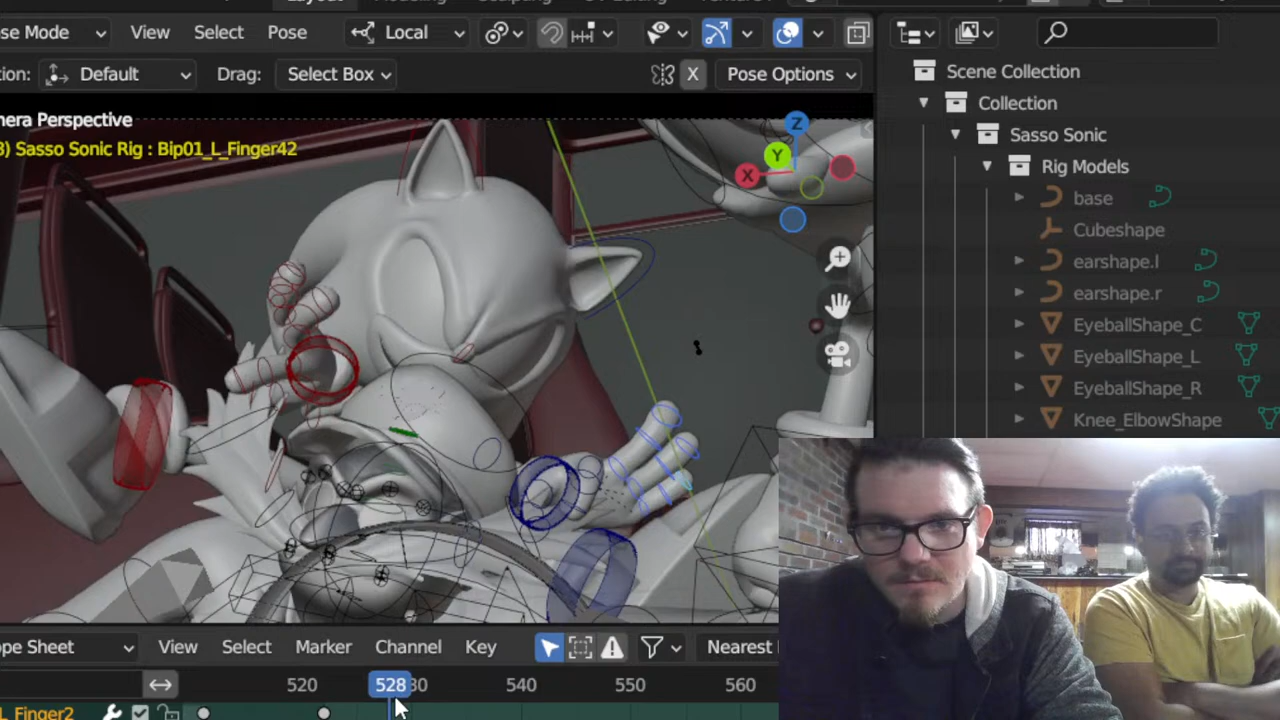 se Mode View Select Pose Local
ion: Default Drag: Select Box X Pose Options
nera Perspective
3) Sasso Sonic Rig : Bip01_L_Finger42
Z
Y
X
Scene Collection
Collection
Sasso Sonic
Rig Models
base
Cubeshape
earshape.l
earshape.r
EyeballShape_C
EyeballShape_L
EyeballShape_R
Knee_ElbowShape
ope Sheet View Select Marker Channel Key Nearest
520 528 30 540 550 560
L_Finger2